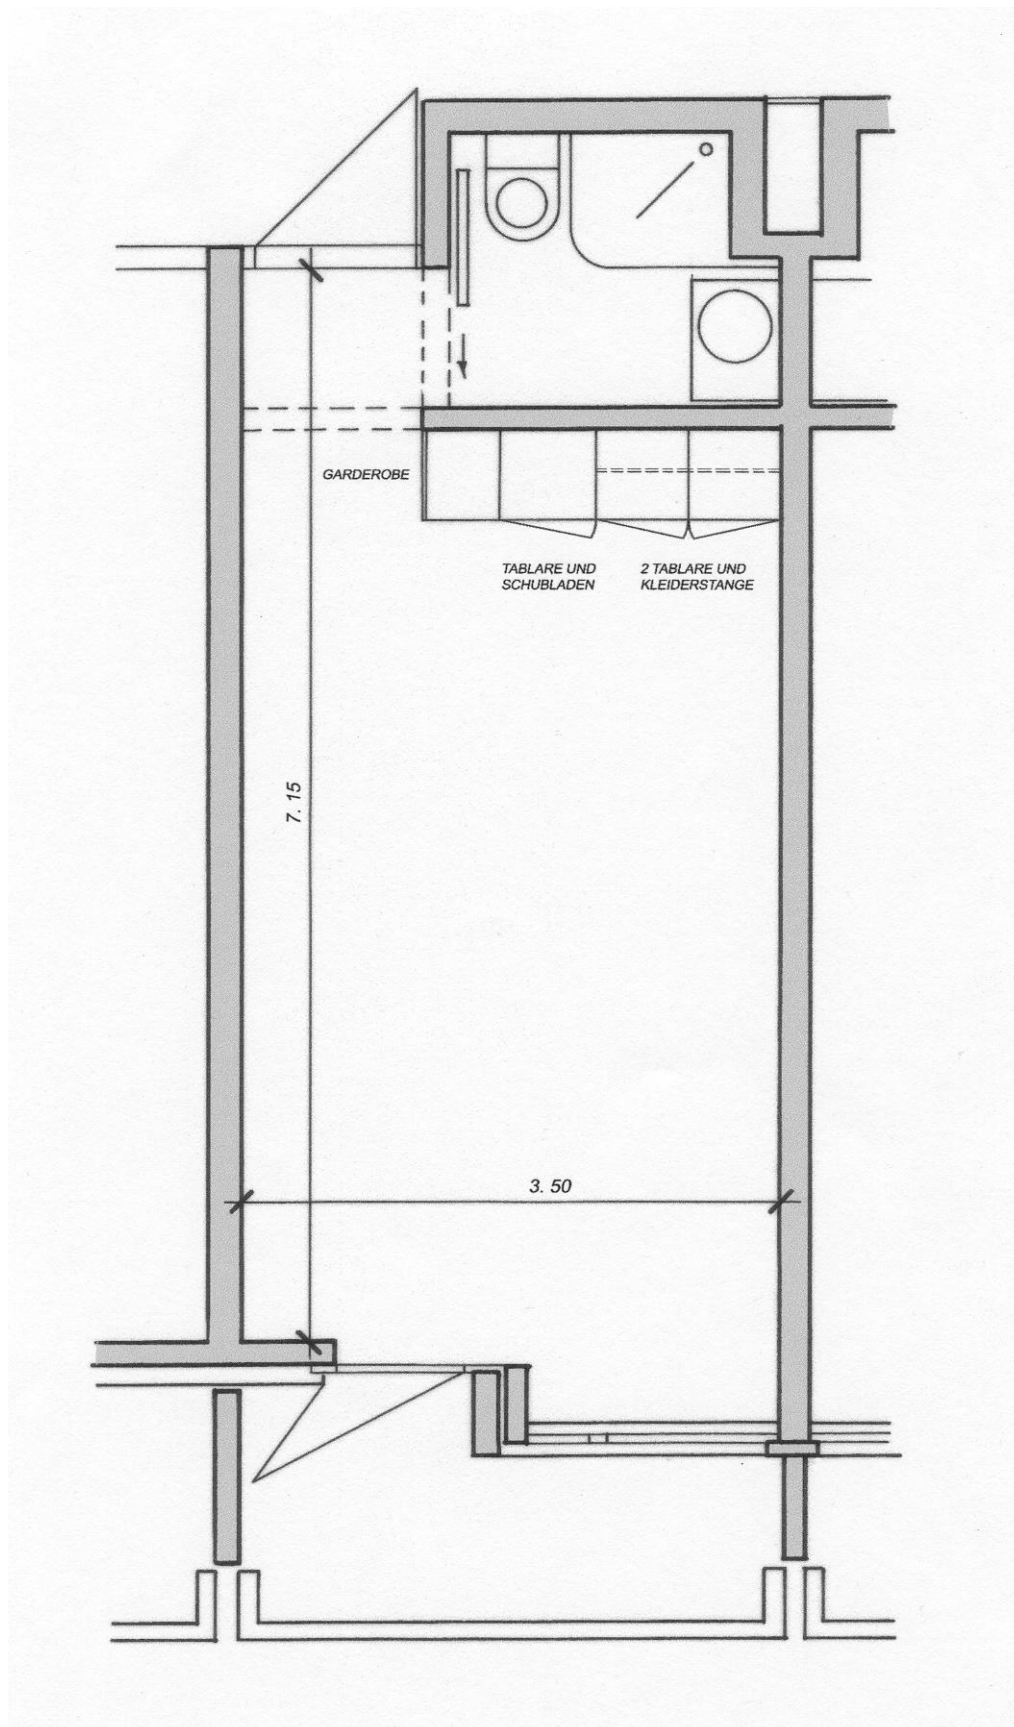 GARDEROBE
TABLARE UND
SCHUBLADEN
2 TABLARE UND
KLEIDERSTANGE
7. 15
3. 50